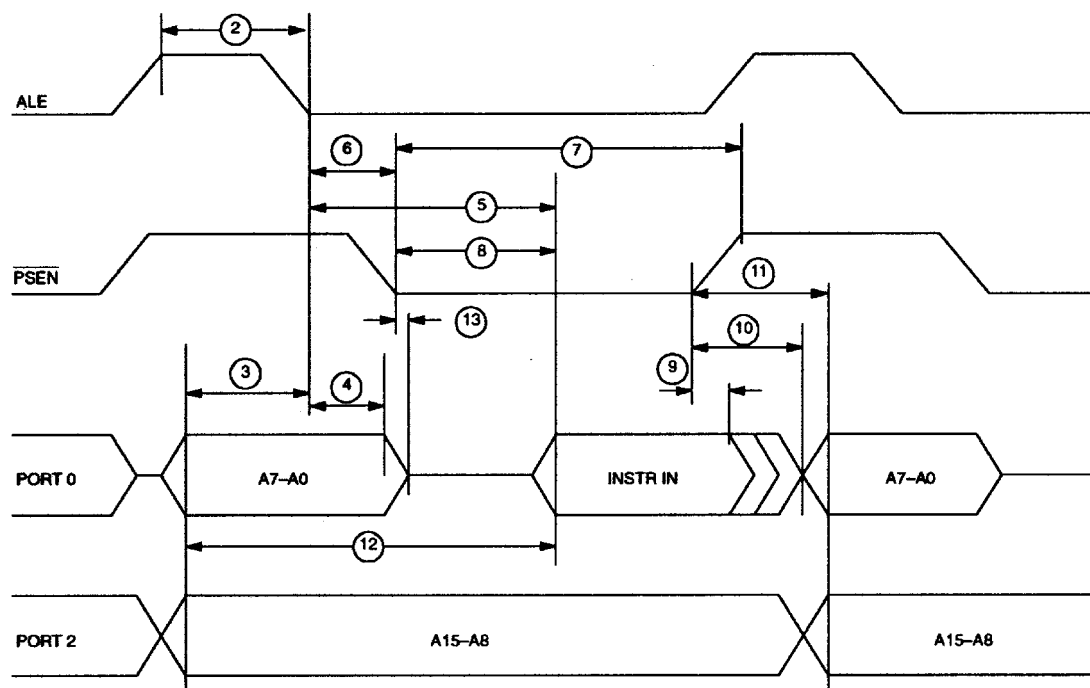 2
ALE
6
7
5
8
PSEN
11
13
10
3
4
9
PORT 0
A7–A0
INSTR IN
A7–A0
12
PORT 2
A15–A8
A15–A8